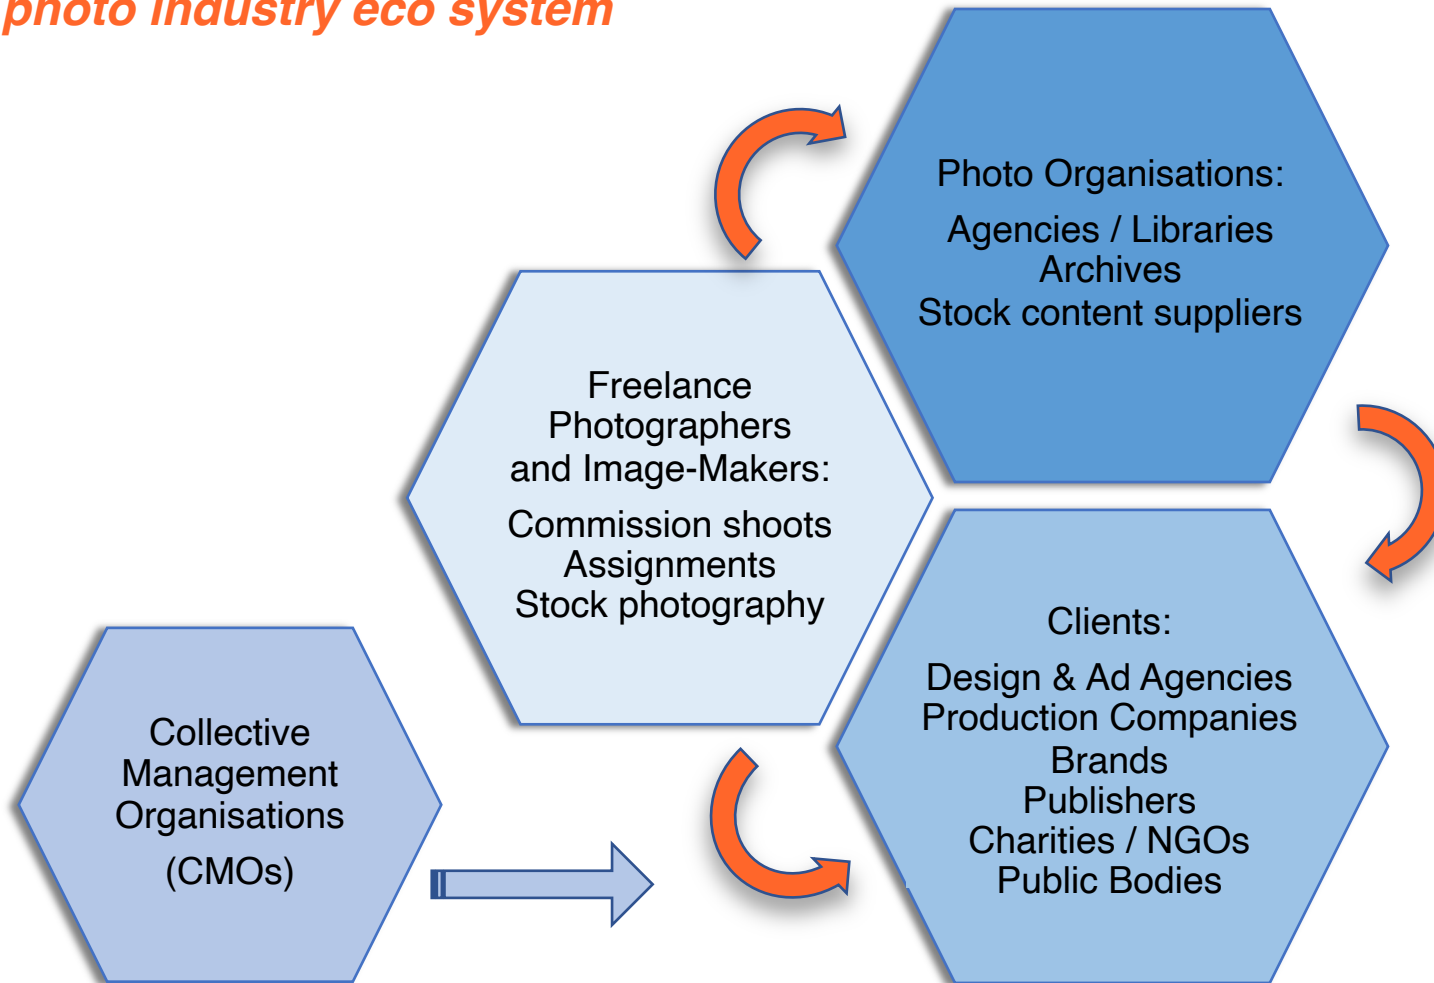 photo industry eco system
Photo Organisations:
Agencies / Libraries
Archives
Stock content suppliers
Freelance
Photographers
and Image-Makers:
Commission shoots
Assignments
Stock photography
Clients:
Design & Ad Agencies
Production Companies
Brands
Publishers
Charities / NGOs
Public Bodies
Collective
Management
Organisations
(CMOs)